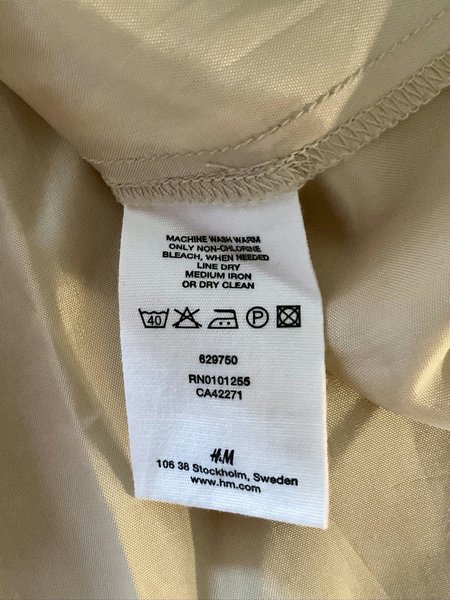 MACHINE WASH WARM
ONLY NON-CHLORINE
BLEACH, WHEN NEEDED
LINE DRY
MEDIUM IRON
OR DRY CLEAN
40 P
629750
RN0101255
CA42271
H&M
106 38 Stockholm, Sweden
www.hm.com